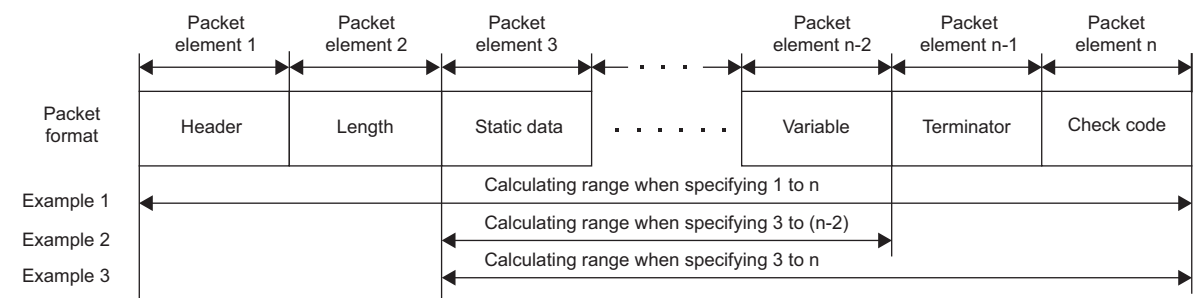 Packet element 1
Packet element 2
Packet element 3
Packet element n-2
Packet element n-1
Packet element n
Packet format
Header
Length
Static data
Variable
Terminator
Check code
Example 1
Calculating range when specifying 1 to n
Example 2
Calculating range when specifying 3 to (n-2)
Example 3
Calculating range when specifying 3 to n